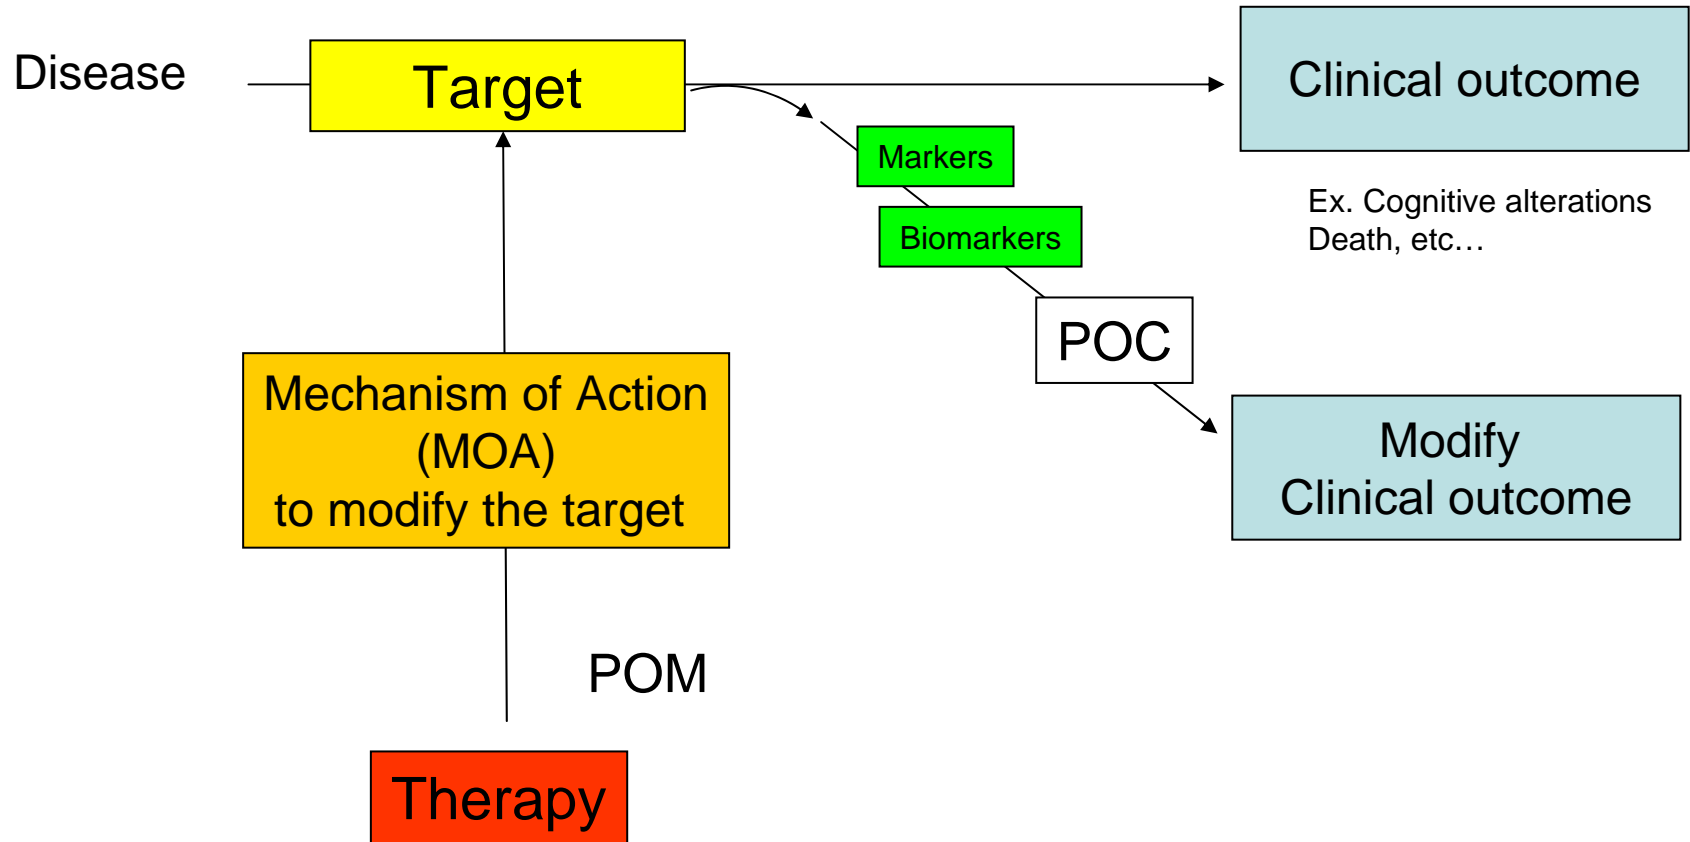 Disease
Target
Clinical outcome
Markers
Biomarkers
Ex. Cognitive alterations
Death, etc…
POC
Mechanism of Action
(MOA)
to modify the target
Modify
Clinical outcome
POM
Therapy